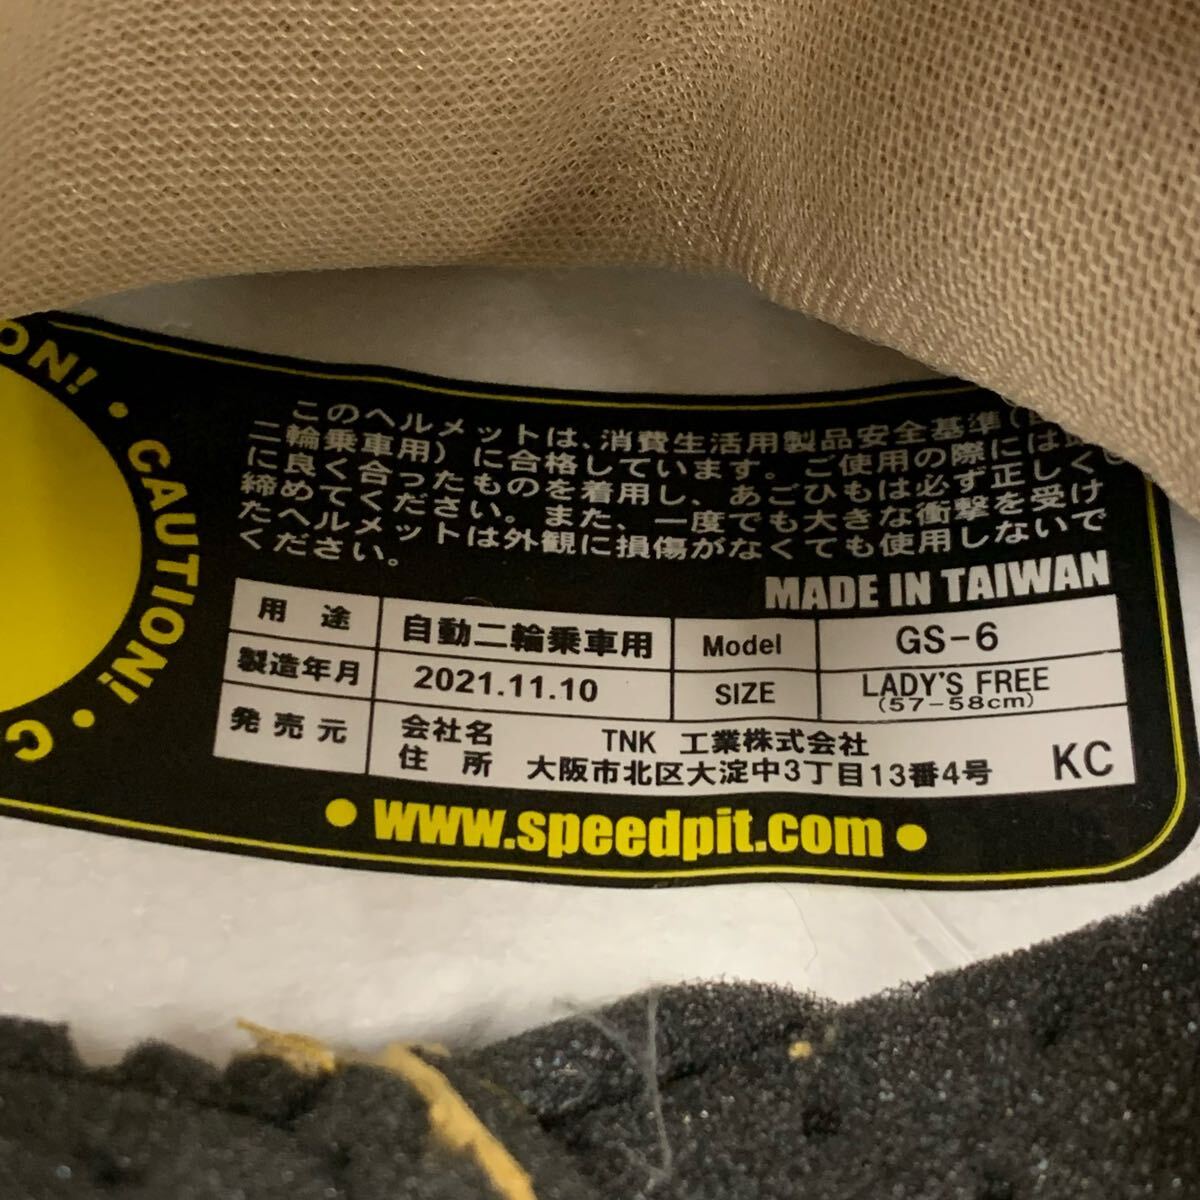 このヘルメットは、消費生活用製品安全基準(
二輪乗車用)に合格しています。ご使用の際には
に良く合ったものを着用し、あごひもは必ず正しく
締めてください。また、一度でも大きな衝撃を受け
たヘルメットは外観に損傷がなくても使用しないで
ください。
MADE IN TAIWAN
用途 自動二輪乗車用 Model GS-6
製造年月 2021.11.10 SIZE LADY'S FREE
(57-58cm)
発売元 会社名 TNK 工業株式会社
住所 大阪市北区大淀中3丁目13番4号 KC
• www.speedpit.com •
ON! • CAUTION! • C